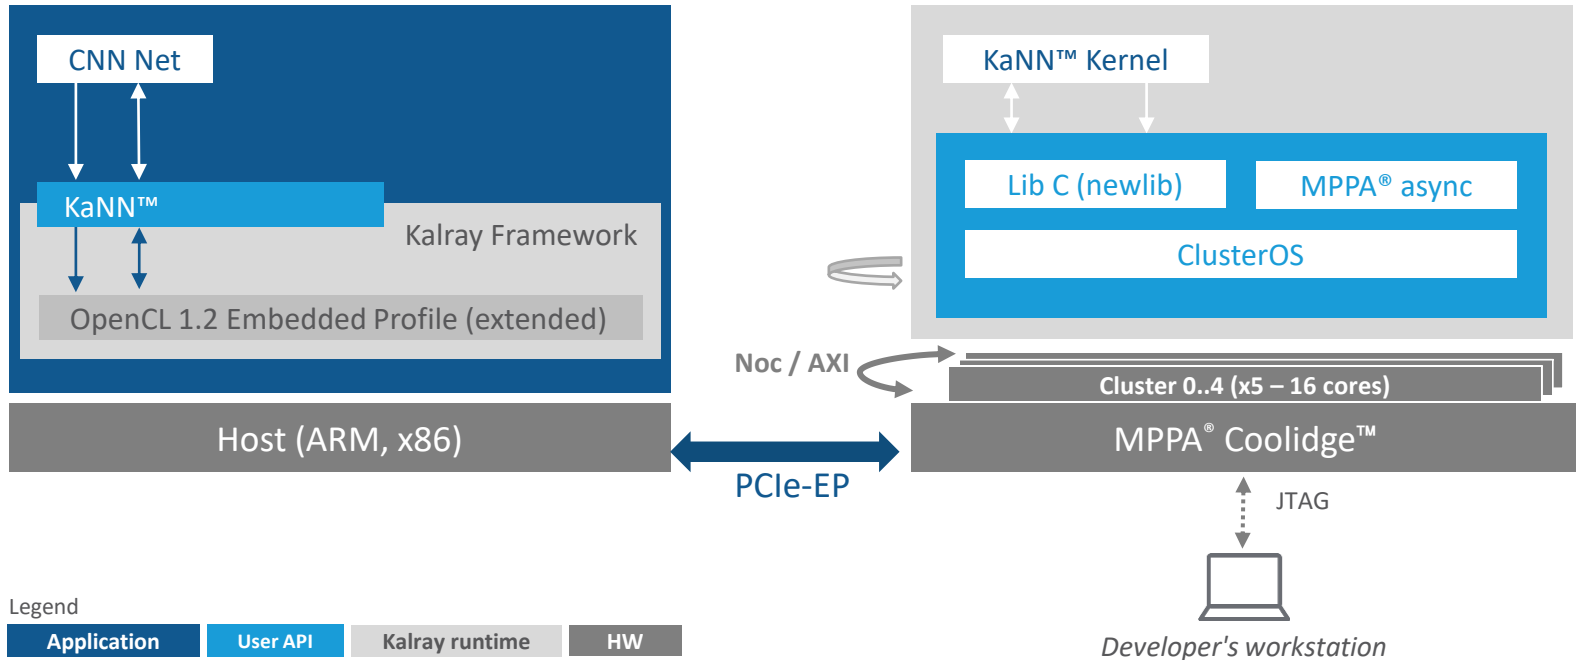 CNN Net
KaNN™
Kalray Framework
OpenCL 1.2 Embedded Profile (extended)
Host (ARM, x86)
KaNN™ Kernel
Lib C (newlib)
MPPA® async
ClusterOS
Noc / AXI
Cluster 0..4 (x5 – 16 cores)
MPPA® Coolidge™
PCIe-EP
JTAG
Developer's workstation
Legend
Application
User API
Kalray runtime
HW